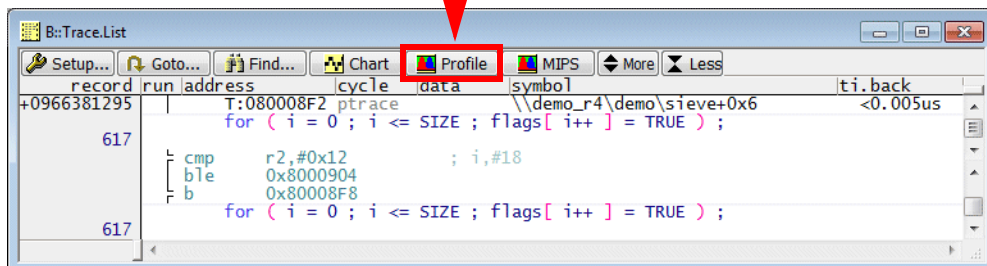 B::Trace.List
Setup... Goto... Find... Chart Profile MIPS More Less
record run address cycle data symbol ti.back
+0966381295 T:080008F2 ptrace \\demo_r4\demo\sieve+0x6 <0.005us
for ( i = 0 ; i <= SIZE ; flags[ i++ ] = TRUE ) ;
617
cmp r2,#0x12 ; i,#18
ble 0x8000904
b 0x80008F8
for ( i = 0 ; i <= SIZE ; flags[ i++ ] = TRUE ) ;
617